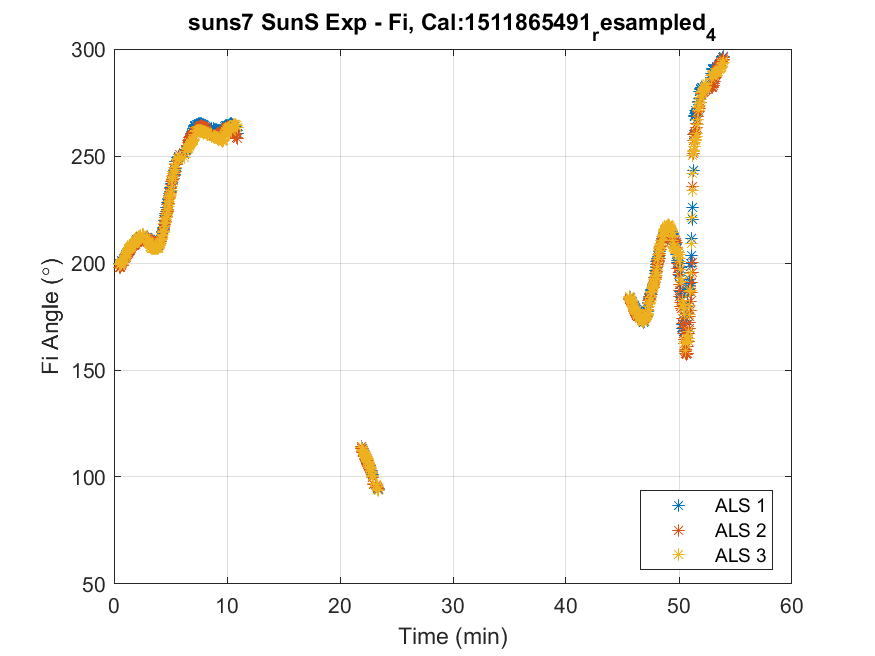 suns7 SunS Exp - Fi, Cal:1511865491_resampled_4
300
250
200
150
100
50
Fi Angle (°)
0 10 20 30 40 50 60
Time (min)
ALS 1
ALS 2
ALS 3